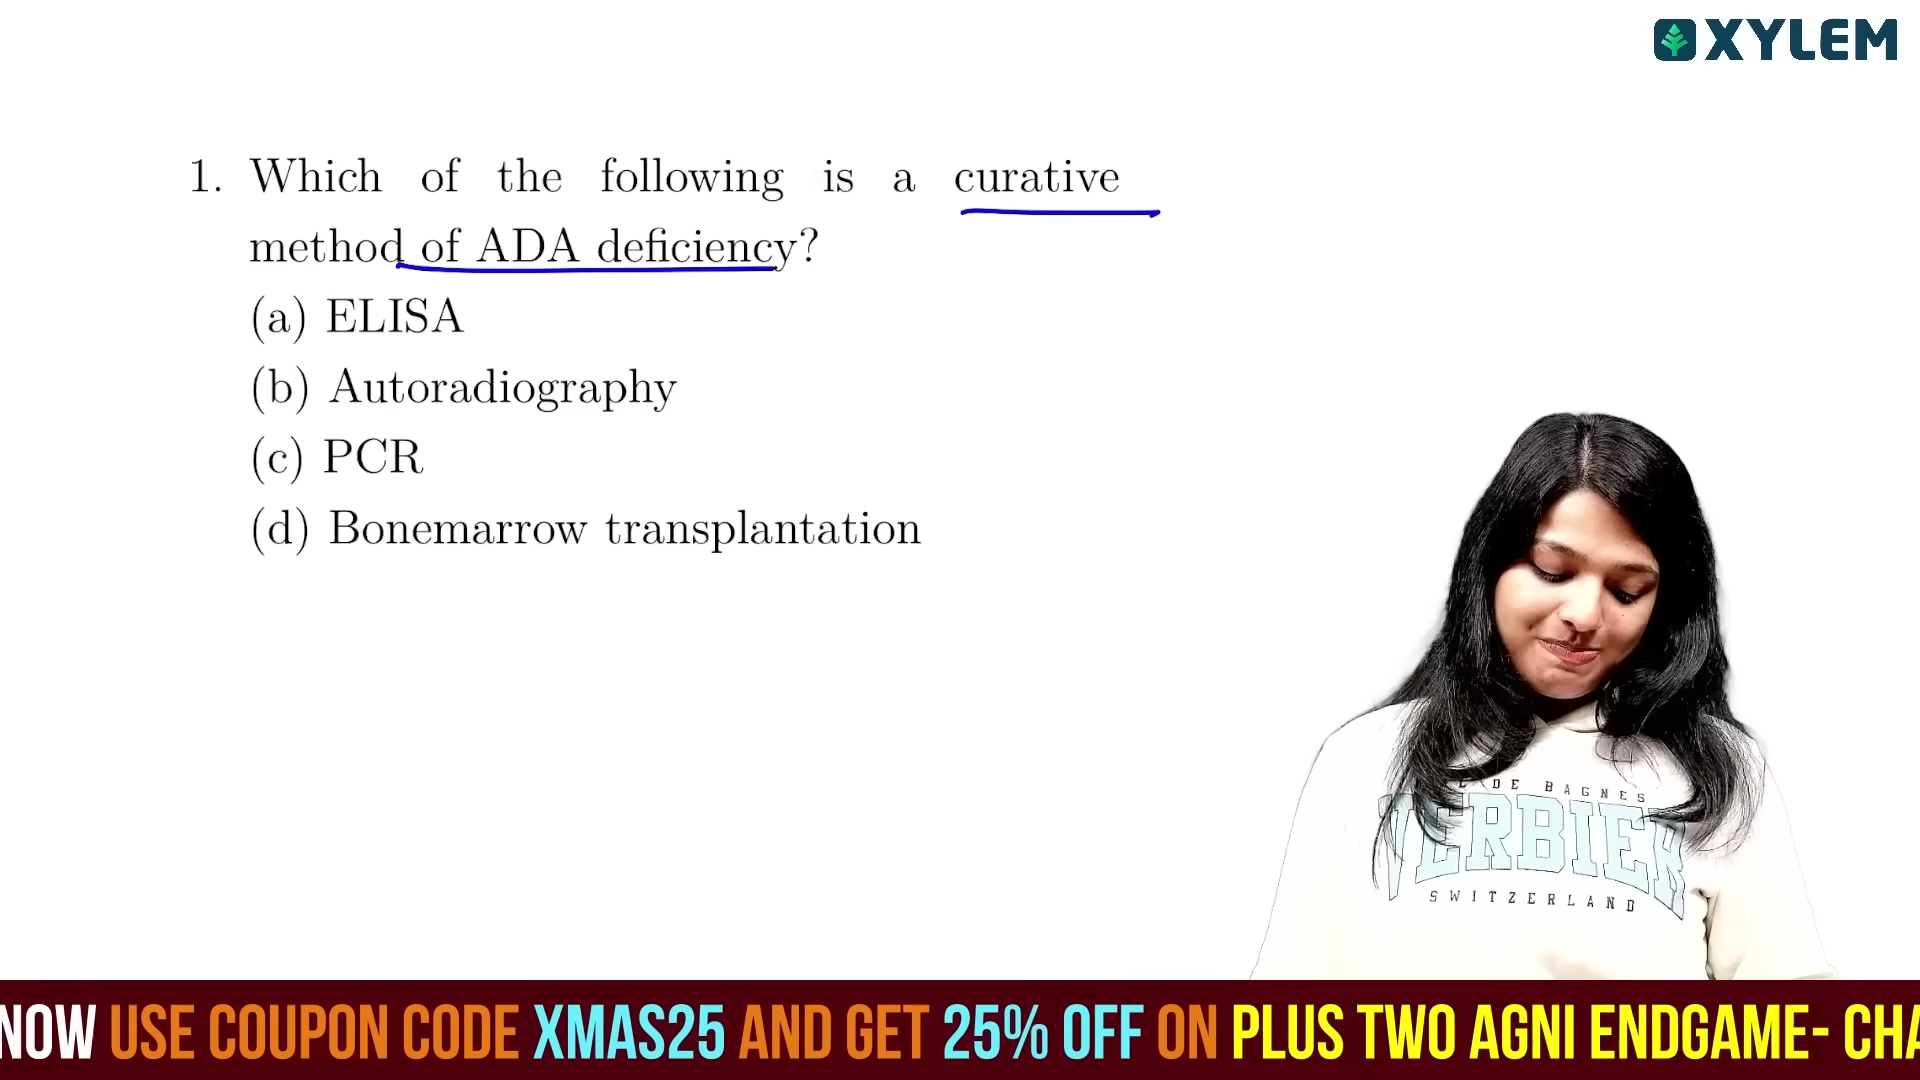 XYLEM
1. Which of the following is a curative
method of ADA deficiency?
(a) ELISA
(b) Autoradiography
(c) PCR
(d) Bonemarrow transplantation
DE BAGNES
VERBIER
SWITZERLAND
NOW USE COUPON CODE XMAS25 AND GET 25% OFF ON PLUS TWO AGNI ENDGAME- CHA